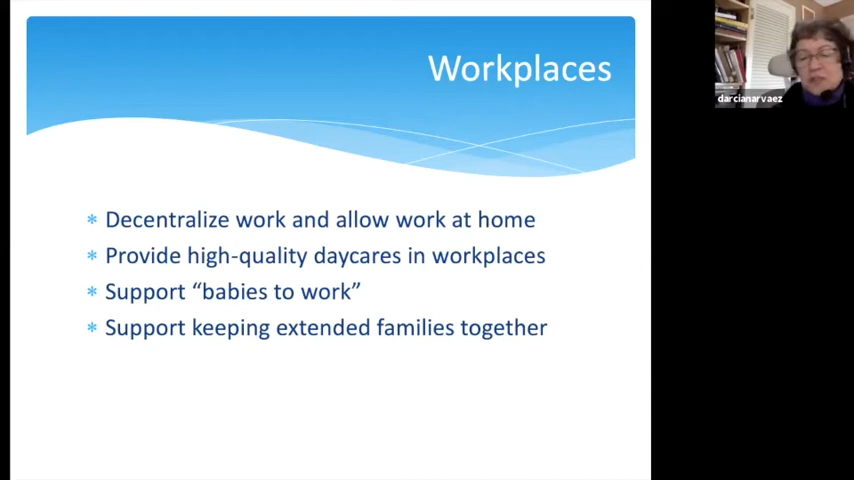 Workplaces
darcianarvaez
* Decentralize work and allow work at home
* Provide high-quality daycares in workplaces
* Support “babies to work”
* Support keeping extended families together